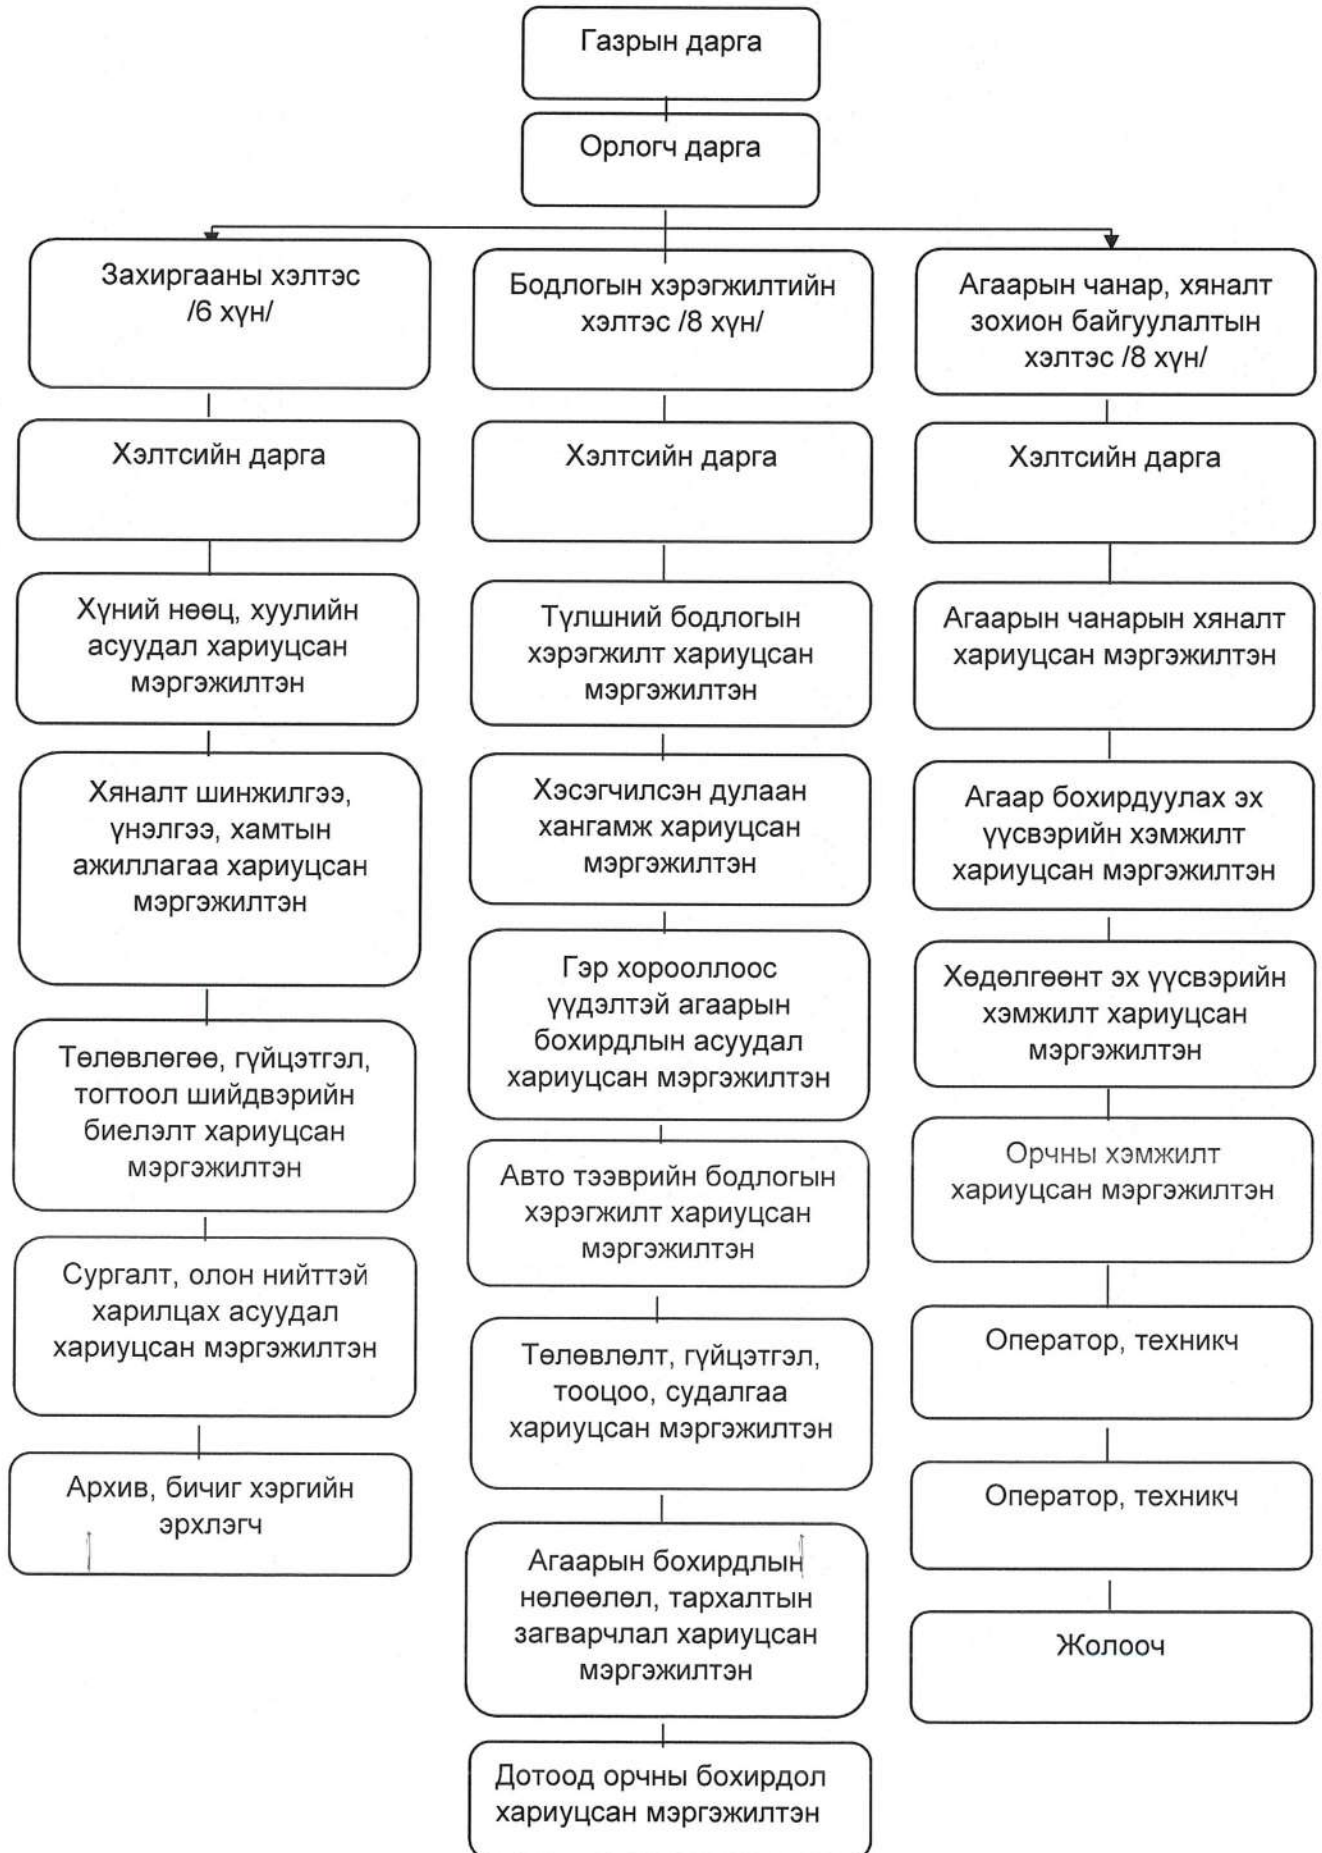 Газрын дарга
Орлогч дарга
Захиргааны хэлтэс
/6 хүн/
Хэлтсийн дарга
Хүний нөөц, хуулийн
асуудал хариуцсан
мэргэжилтэн
Хяналт шинжилгээ,
үнэлгээ, хамтын
ажиллагаа хариуцсан
мэргэжилтэн
Төлөвлөгөө, гүйцэтгэл,
тогтоол шийдвэрийн
биелэлт хариуцсан
мэргэжилтэн
Сургалт, олон нийттэй
харилцах асуудал
хариуцсан мэргэжилтэн
Архив, бичиг хэргийн
эрхлэгч
Бодлогын хэрэгжилтийн
хэлтэс /8 хүн/
Хэлтсийн дарга
Түлшний бодлогын
хэрэгжилт хариуцсан
мэргэжилтэн
Хэсэгчилсэн дулаан
хангамж хариуцсан
мэргэжилтэн
Гэр хорооллоос
үүдэлтэй агаарын
бохирдлын асуудал
хариуцсан мэргэжилтэн
Авто тээврийн бодлогын
хэрэгжилт хариуцсан
мэргэжилтэн
Төлөвлөлт, гүйцэтгэл,
тооцоо, судалгаа
хариуцсан мэргэжилтэн
Агаарын бохирдлын
нөлөөлөл, тархалтын
загварчлал хариуцсан
мэргэжилтэн
Дотоод орчны бохирдол
хариуцсан мэргэжилтэн
Агаарын чанар, хяналт
зохион байгуулалтын
хэлтэс /8 хүн/
Хэлтсийн дарга
Агаарын чанарын хяналт
хариуцсан мэргэжилтэн
Агаар бохирдуулах эх
үүсвэрийн хэмжилт
хариуцсан мэргэжилтэн
Хөдөлгөөнт эх үүсвэрийн
хэмжилт хариуцсан
мэргэжилтэн
Орчны хэмжилт
хариуцсан мэргэжилтэн
Оператор, техникч
Оператор, техникч
Жолооч